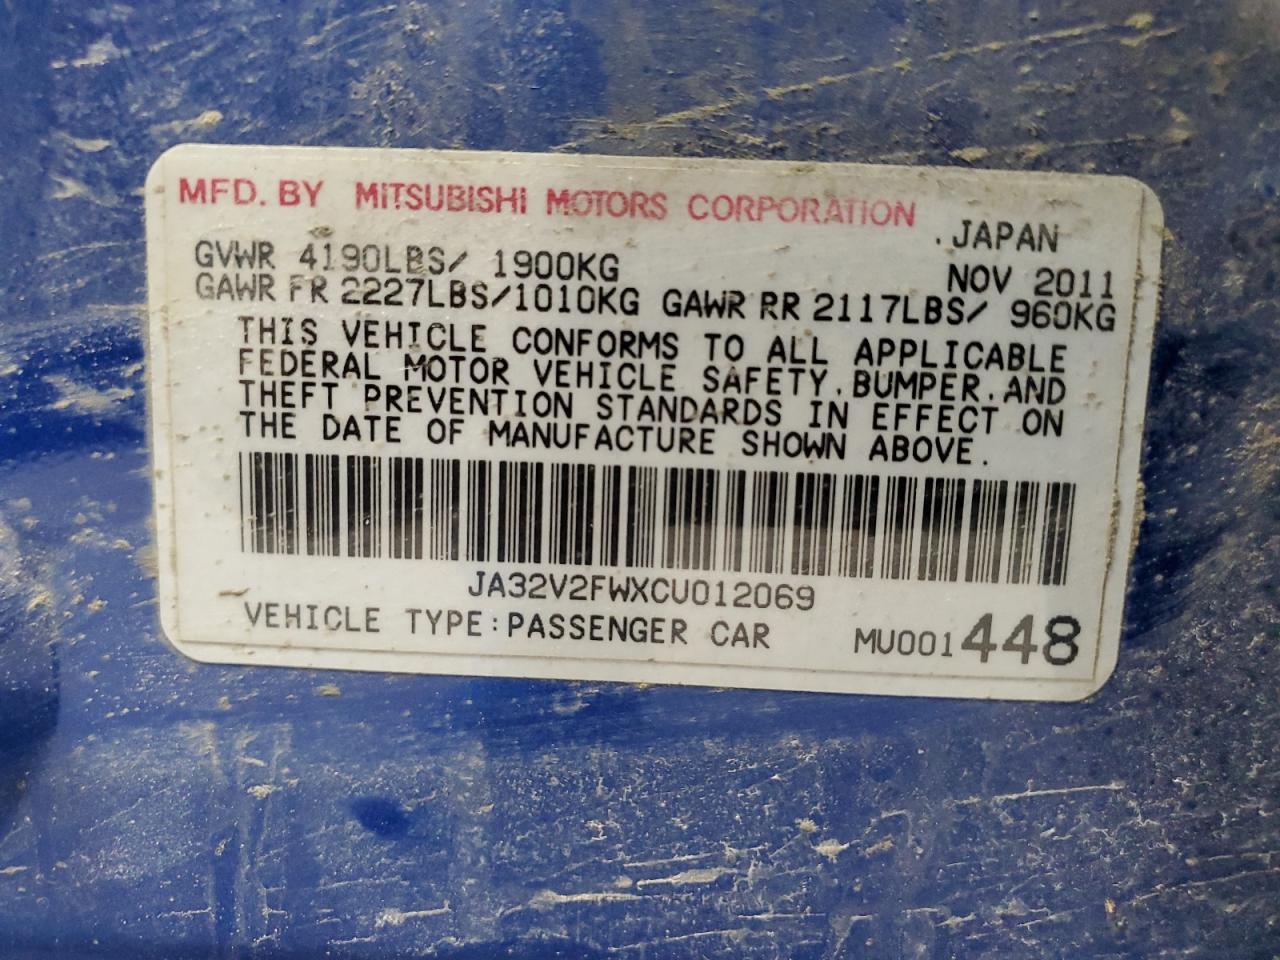 MFD. BY MITSUBISHI MOTORS CORPORATION
JAPAN
GVWR 4190LBS/ 1900KG NOV 2011
GAWR FR 2227LBS/1010KG GAWR RR 2117LBS/ 960KG
THIS VEHICLE CONFORMS TO ALL APPLICABLE
FEDERAL MOTOR VEHICLE SAFETY, BUMPER, AND
THEFT PREVENTION STANDARDS IN EFFECT ON
THE DATE OF MANUFACTURE SHOWN ABOVE.
JA32V2FWXCU012069
VEHICLE TYPE:PASSENGER CAR MU001448